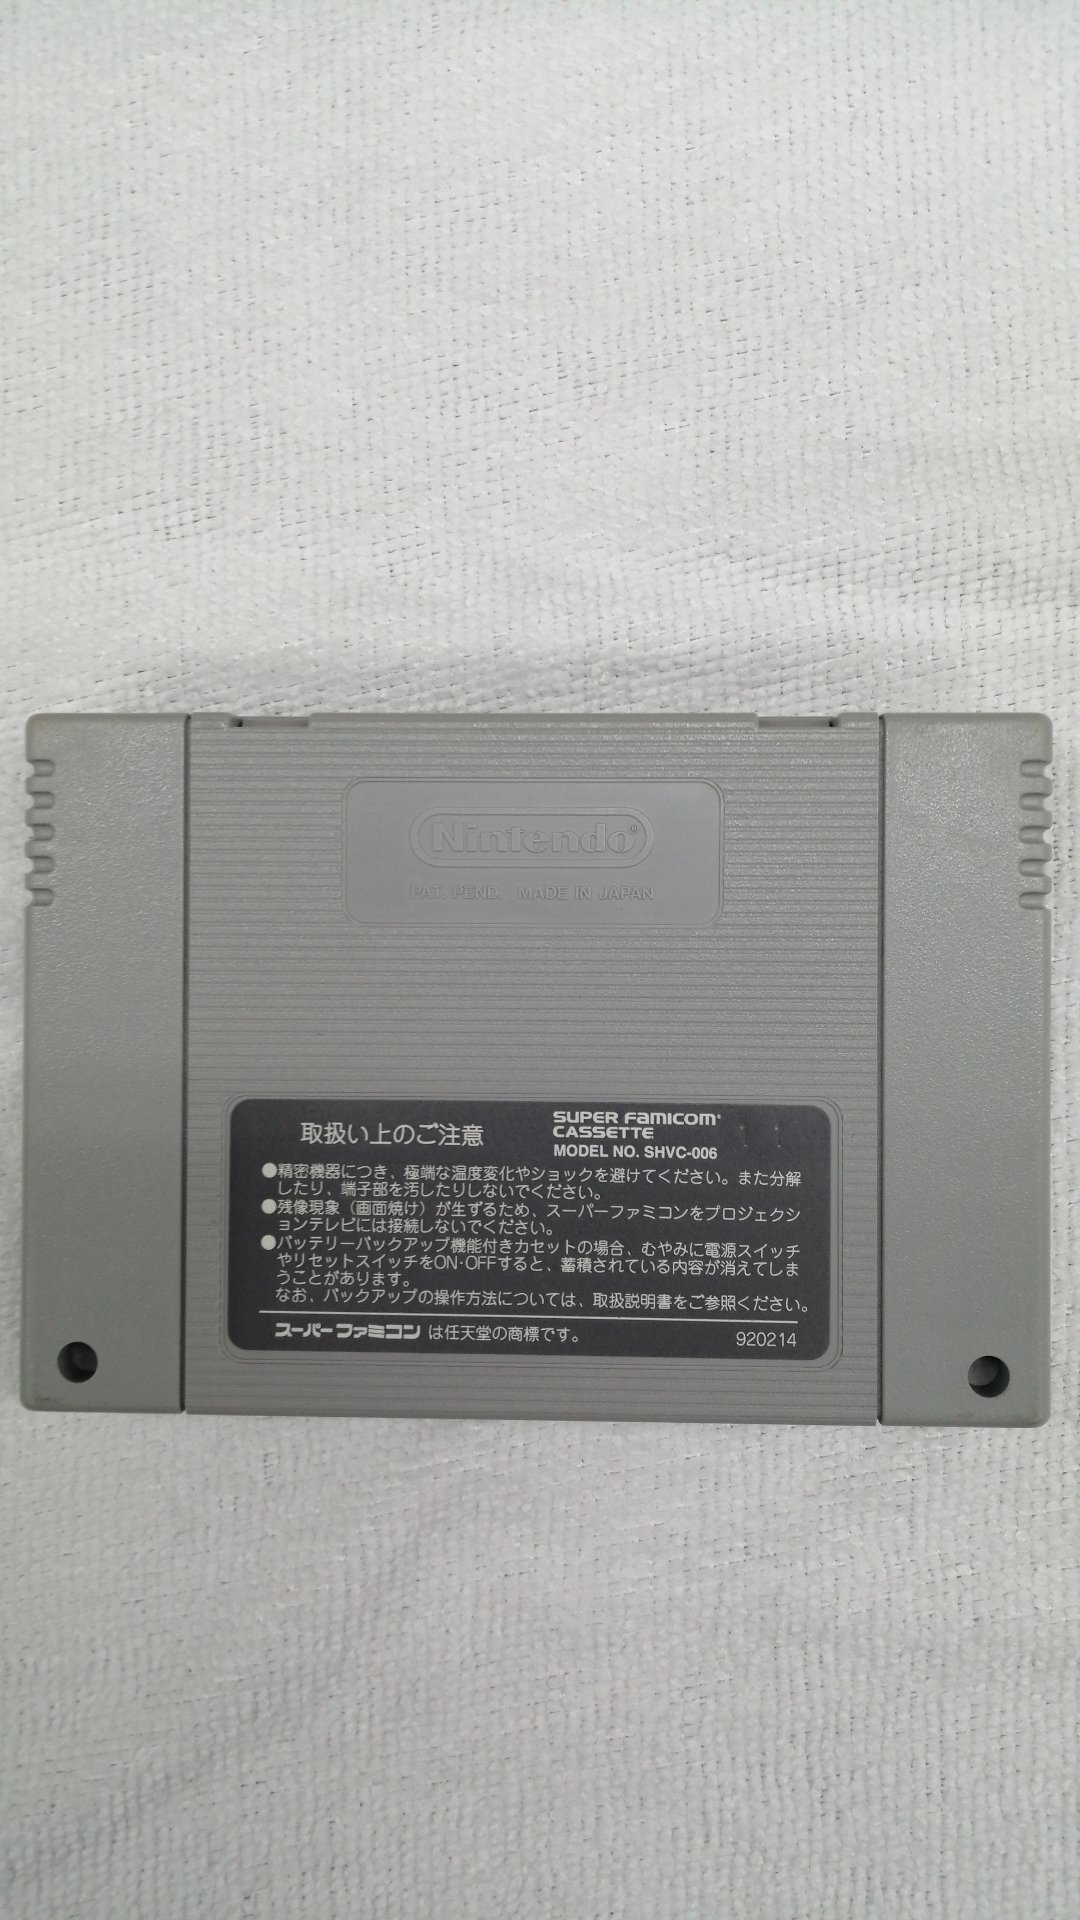 Nintendo®
PAT. PEND. MADE IN JAPAN
取扱い上のご注意
SUPER FAMICOM®
CASSETTE
MODEL NO. SHVC-006
11
●精密機器につき、極端な温度変化やショックを避けてください。また分解
したり、端子部を汚したりしないでください。
●残像現象（画面焼け）が生ずるため、スーパーファミコンをプロジェクシ
ョンテレビには接続しないでください。
●バッテリーバックアップ機能付きカセットの場合、むやみに電源スイッチ
やリセットスイッチをON·OFFすると、蓄積されている内容が消えてしま
うことがあります。
なお、バックアップの操作方法については、取扱説明書をご参照ください。
スーパーファミコンは任天堂の商標です。
920214